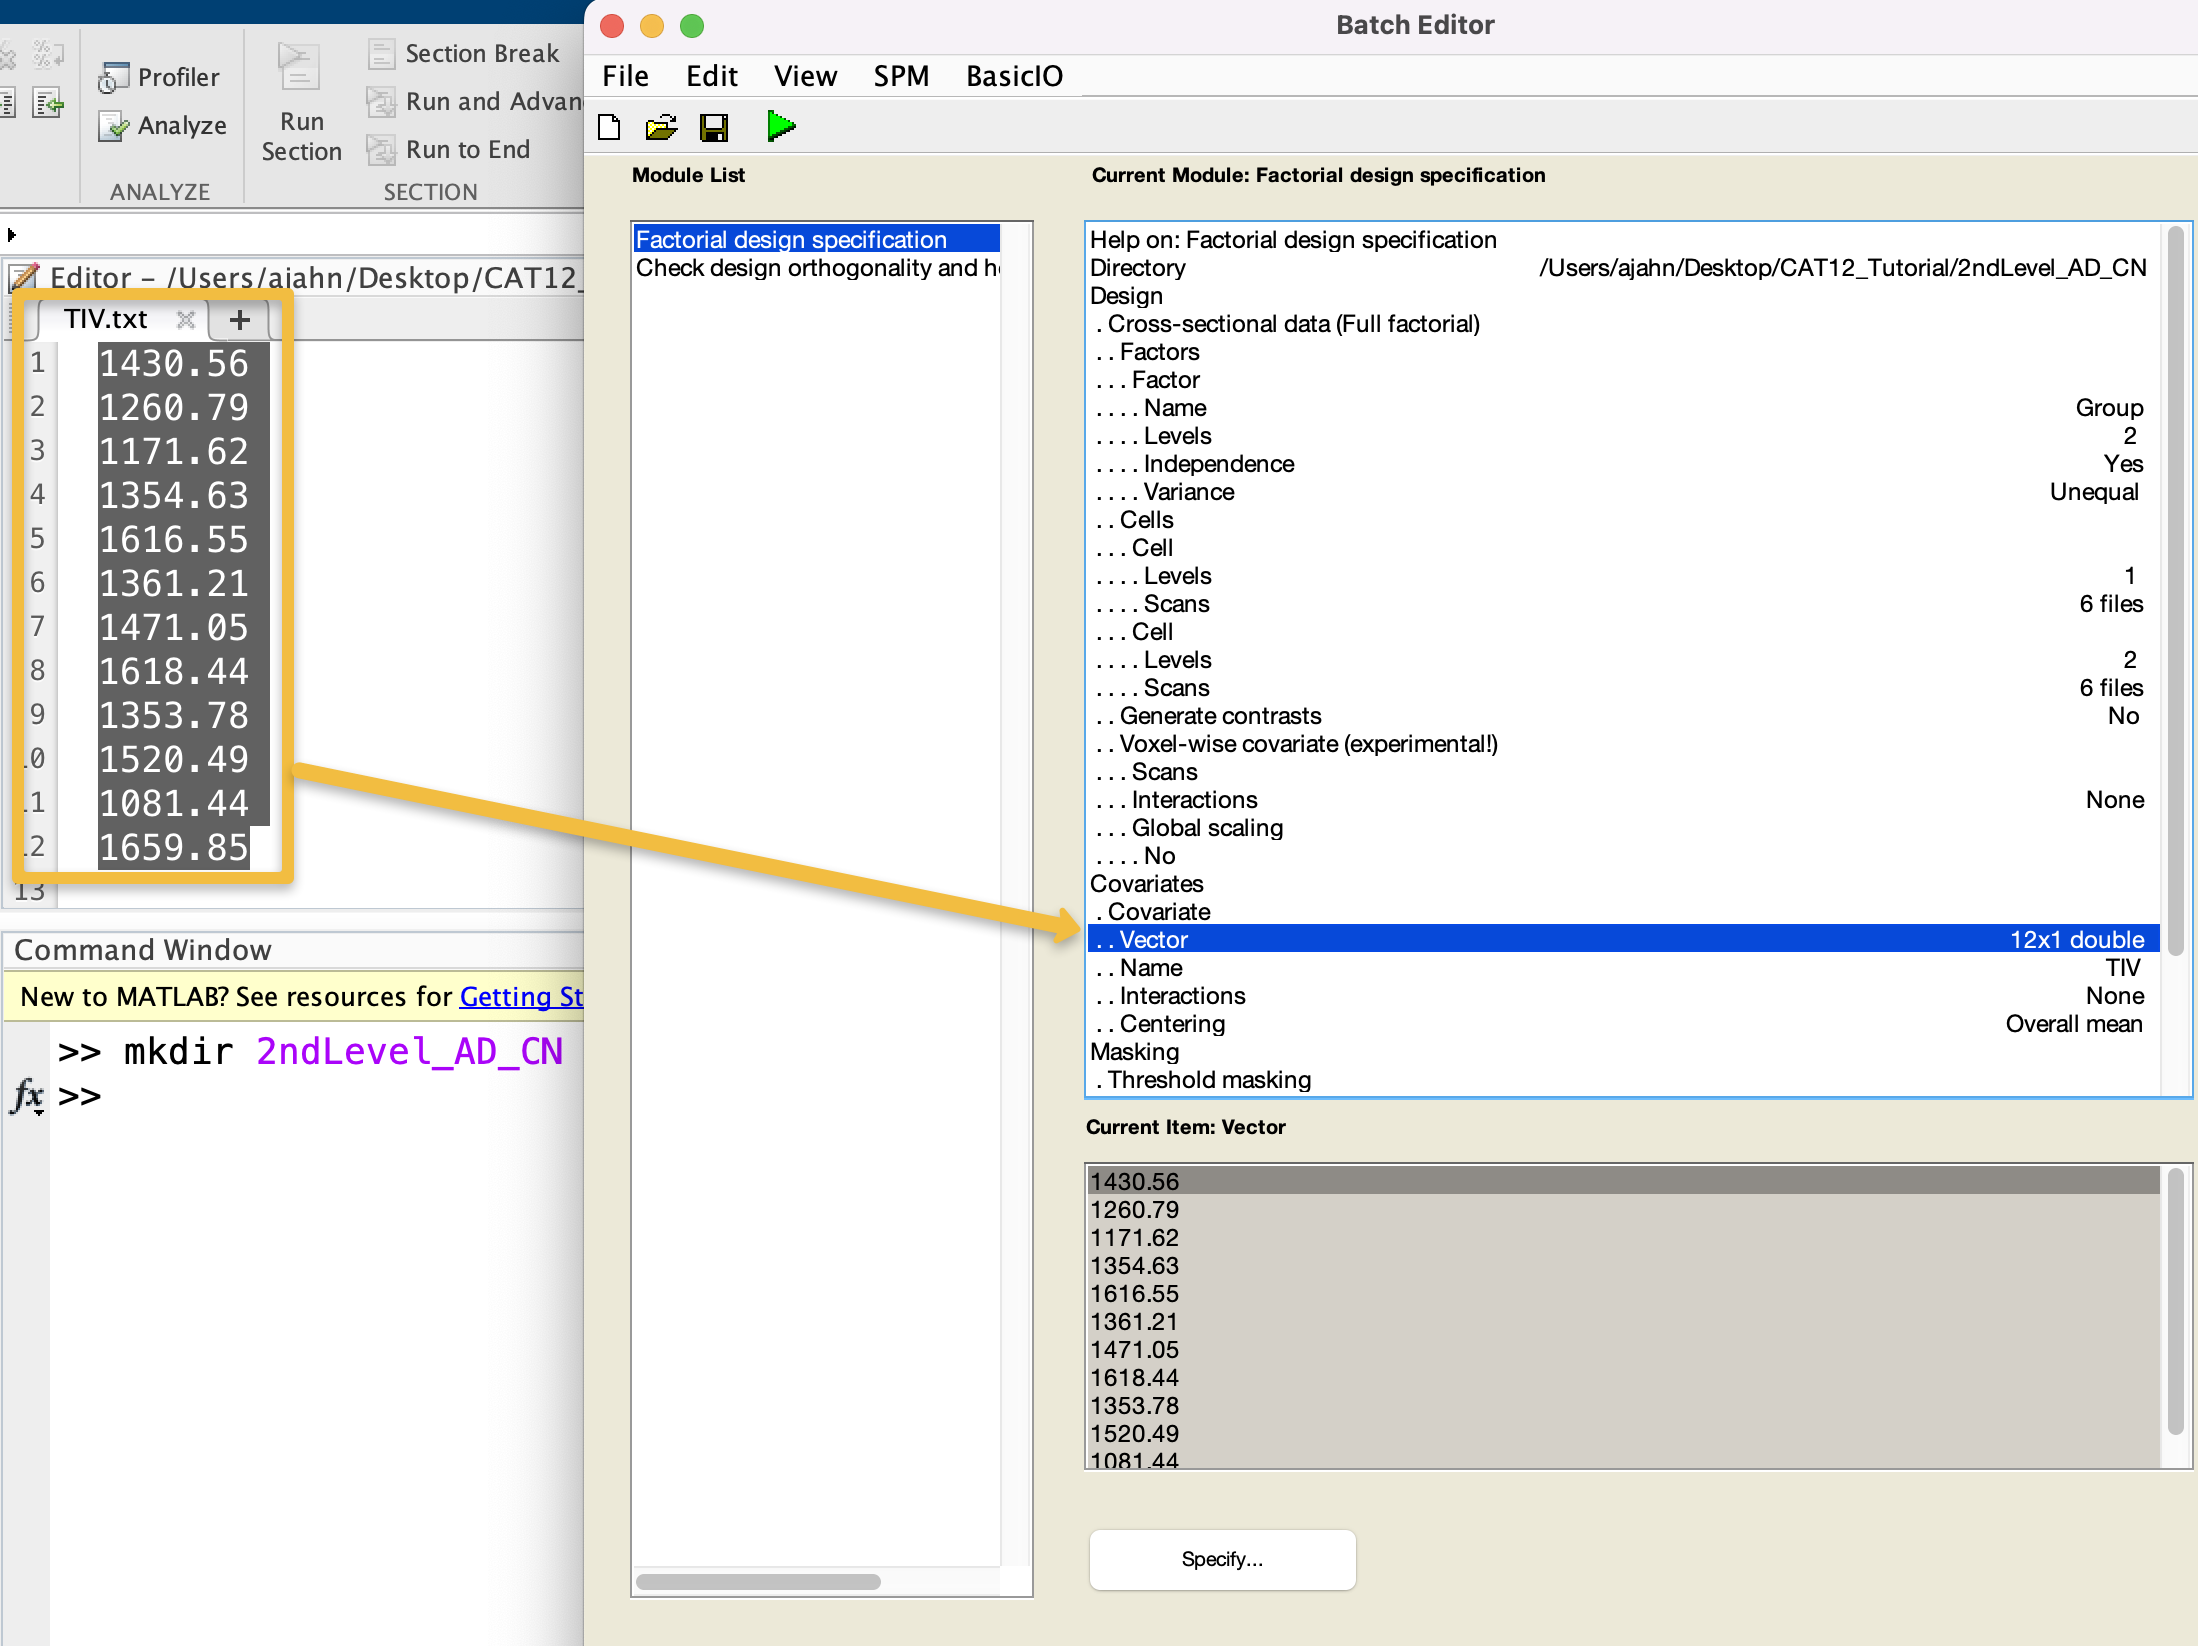 Profiler
Analyze
ANALYZE
Run
Section
Section Break
Run and Advan
Run to End
SECTION
Editor – /Users/ajahn/Desktop/CAT12_
TIV.txt
+
1 1430.56
2 1260.79
3 1171.62
4 1354.63
5 1616.55
6 1361.21
7 1471.05
8 1618.44
9 1353.78
10 1520.49
11 1081.44
12 1659.85
13
Command Window
New to MATLAB? See resources for Getting St
>> mkdir 2ndLevel_AD_CN
fx >>
Batch Editor
File Edit View SPM BasicIO
Module List
Factorial design specification
Check design orthogonality and h
Current Module: Factorial design specification
Help on: Factorial design specification
Directory /Users/ajahn/Desktop/CAT12_Tutorial/2ndLevel_AD_CN
Design
. Cross-sectional data (Full factorial)
. . Factors
. . . Factor
. . . . Name Group
. . . . Levels 2
. . . . Independence Yes
. . . . Variance Unequal
. . Cells
. . . Cell
. . . . Levels 1
. . . . Scans 6 files
. . . Cell
. . . . Levels 2
. . . . Scans 6 files
. . Generate contrasts No
. . Voxel-wise covariate (experimental!)
. . . Scans
. . . Interactions None
. . . Global scaling
. . . . No
Covariates
. Covariate
. . Vector 12x1 double
. . Name TIV
. . Interactions None
. . Centering Overall mean
Masking
. Threshold masking
Current Item: Vector
1430.56
1260.79
1171.62
1354.63
1616.55
1361.21
1471.05
1618.44
1353.78
1520.49
1081.44
Specify...